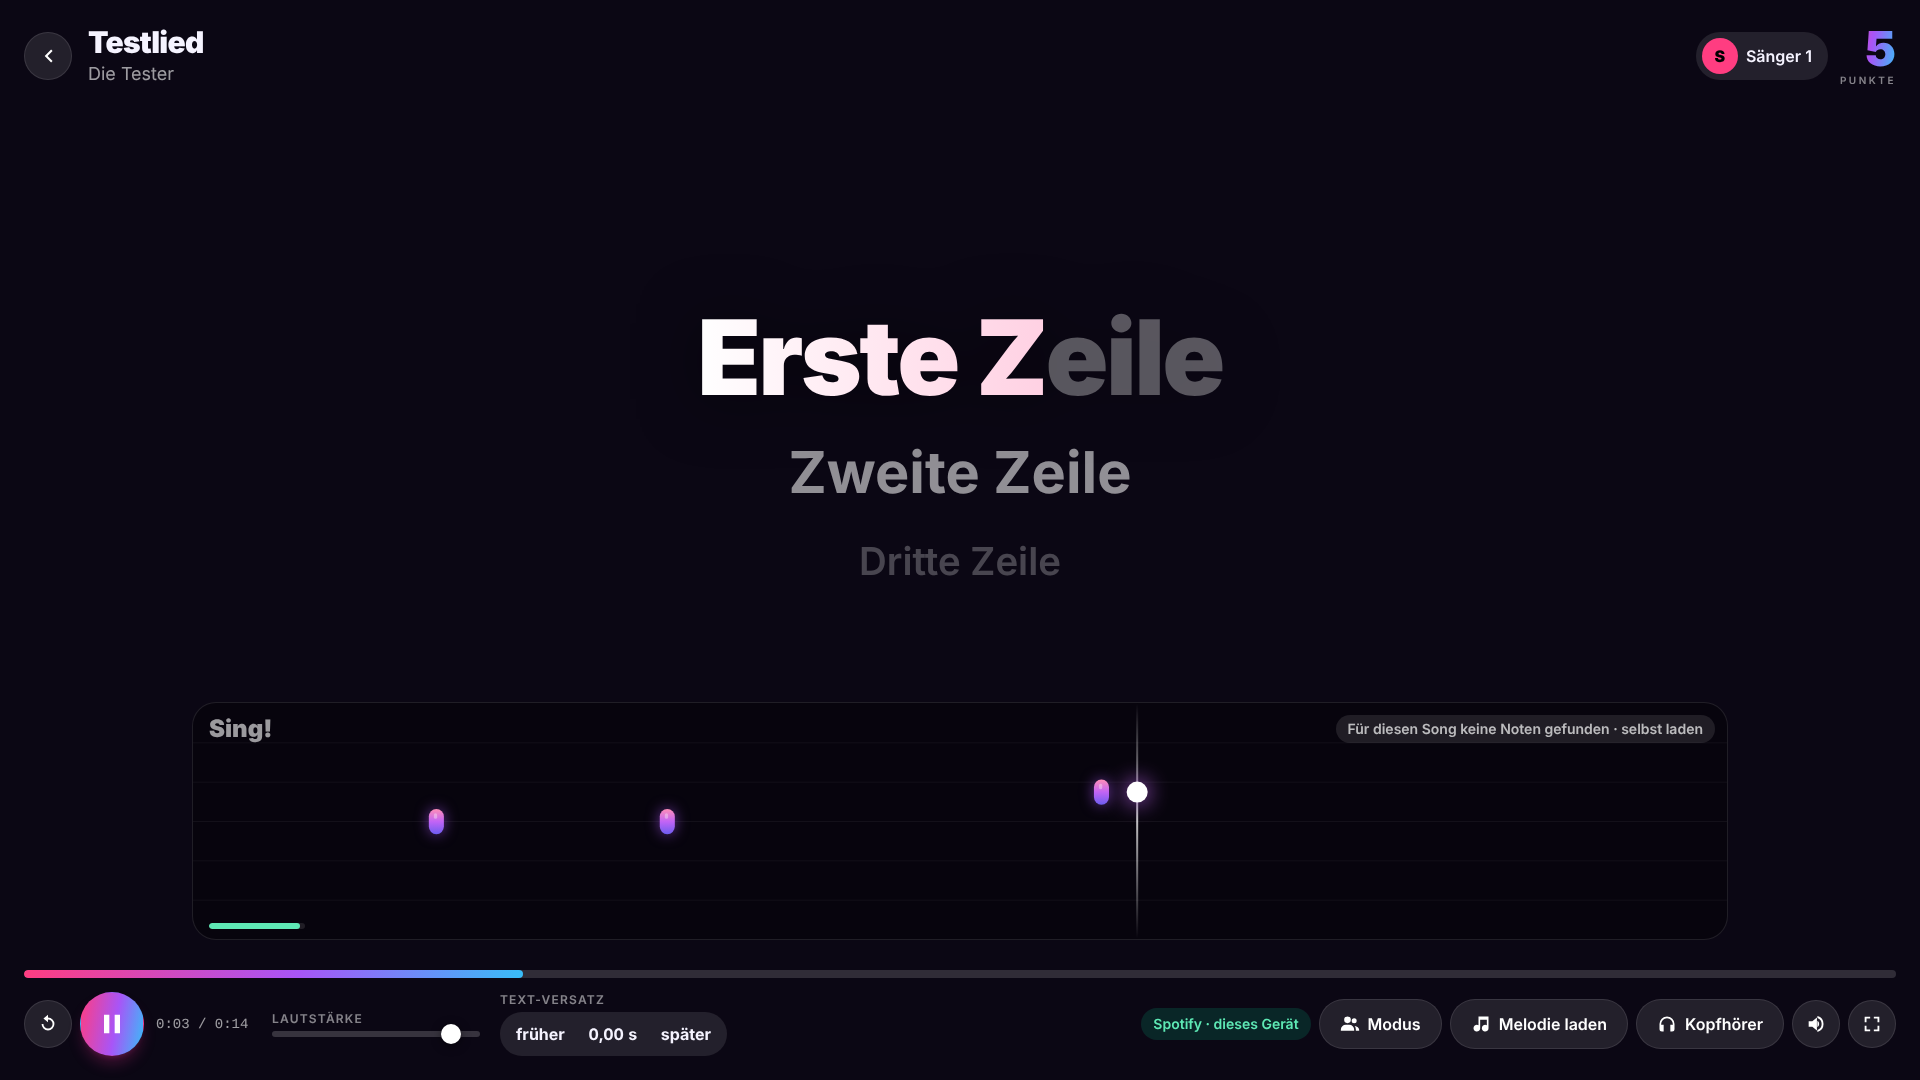 Testlied
Die Tester
S Sänger 1
5
PUNKTE
Erste Zeile
Zweite Zeile
Dritte Zeile
Sing!
Für diesen Song keine Noten gefunden · selbst laden
0:03 / 0:14
LAUTSTÄRKE
TEXT-VERSATZ
früher 0,00 s später
Spotify · dieses Gerät
Modus
Melodie laden
Kopfhörer